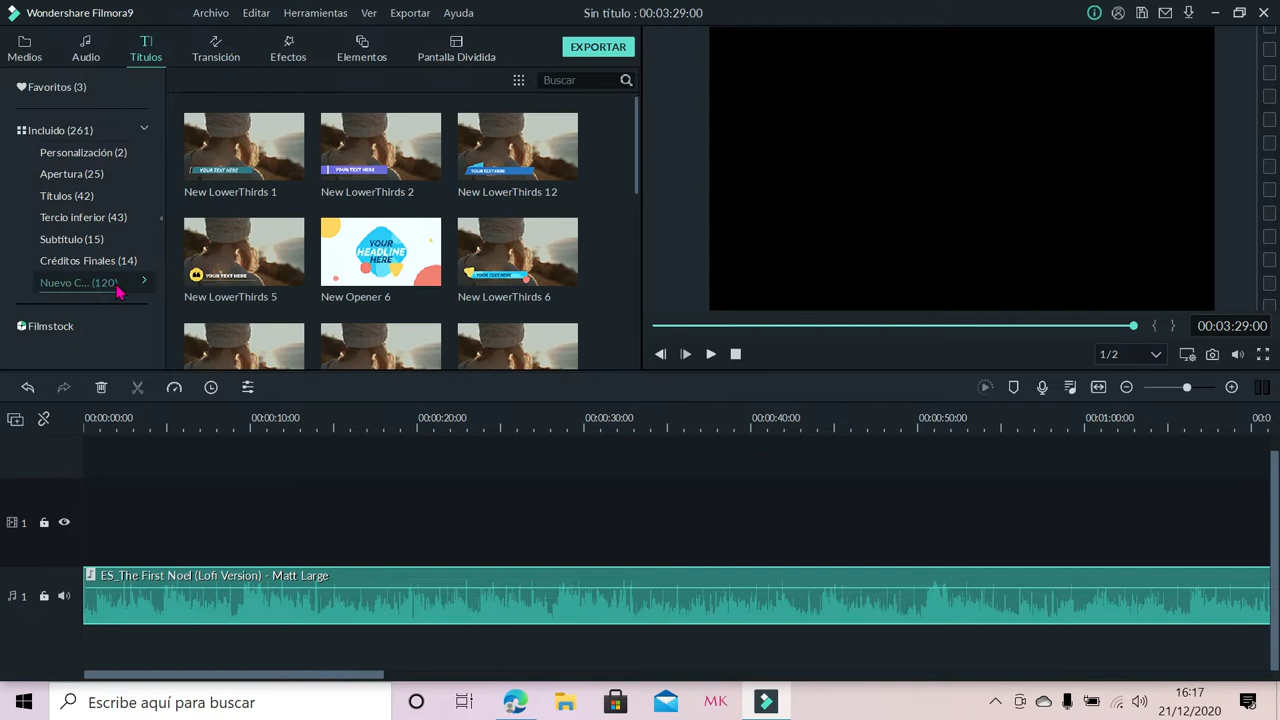 Wondershare Filmora9
Archivo Editar Herramientas Ver Exportar Ayuda
Sin título : 00:03:29:00
Medios Audio Títulos Transición Efectos Elementos Pantalla Dividida
EXPORTAR
Favoritos (3)
Buscar
Incluido (261)
Personalización (2)
Apertura (25)
Títulos (42)
Tercio inferior (43)
Subtítulo (15)
Créditos Finales (14)
Nuevo C... (120)
Filmstock
YOUR TEXT HERE
YOUR TEXT HERE
YOUR TEXT HERE
New LowerThirds 1
New LowerThirds 2
New LowerThirds 12
YOUR TEXT HERE
YOUR
HEADLINE
HERE
YOUR TEXT HERE
New LowerThirds 5
New Opener 6
New LowerThirds 6
00:03:29:00
1/2
00:00:00:00 00:00:10:00 00:00:20:00 00:00:30:00 00:00:40:00 00:00:50:00 00:01:00:00 00:0
1
ES_The First Noel (Lofi Version) - Matt Large
1
Escribe aquí para buscar
MK
16:17
21/12/2020